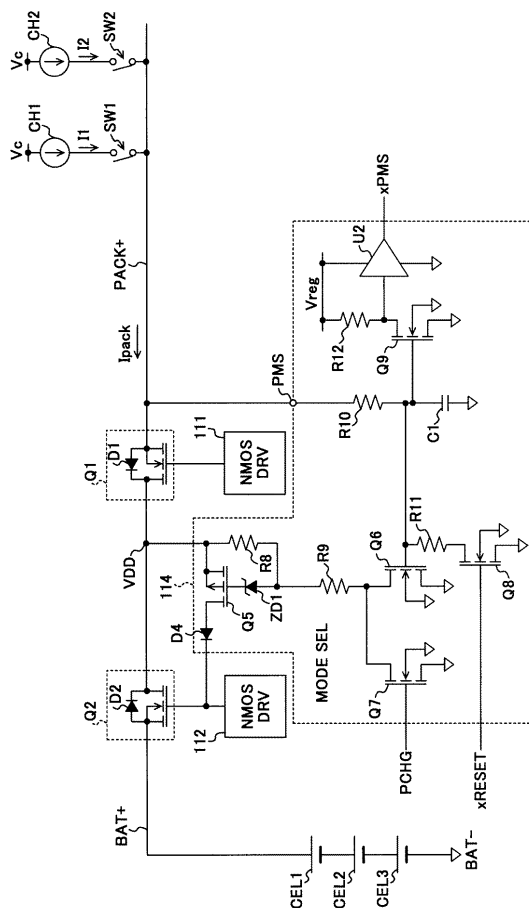 Vc
CH1
I1
SW1
Vc
CH2
I2
SW2
PACK+
Ipack
BAT+
Q2
D2
VDD
Q1
D1
112
NMOS
DRV
D4
114
Q5
R8
ZD1
111
NMOS
DRV
PMS
R9
MODE SEL
Q7
Q6
R10
R11
Q8
C1
Vreg
R12
Q9
U2
xPMS
PCHG
xRESET
CEL1
CEL2
CEL3
BAT-